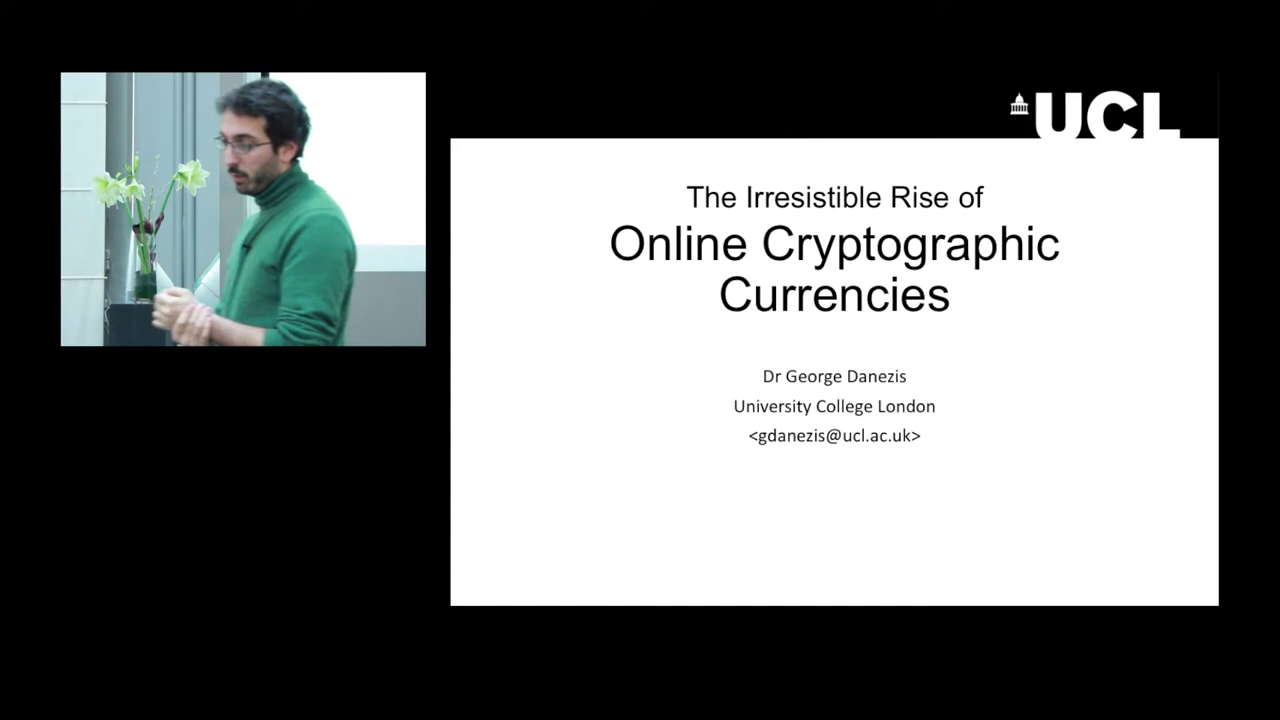 UCL
The Irresistible Rise of
Online Cryptographic
Currencies
Dr George Danezis
University College London
<gdanezis@ucl.ac.uk>